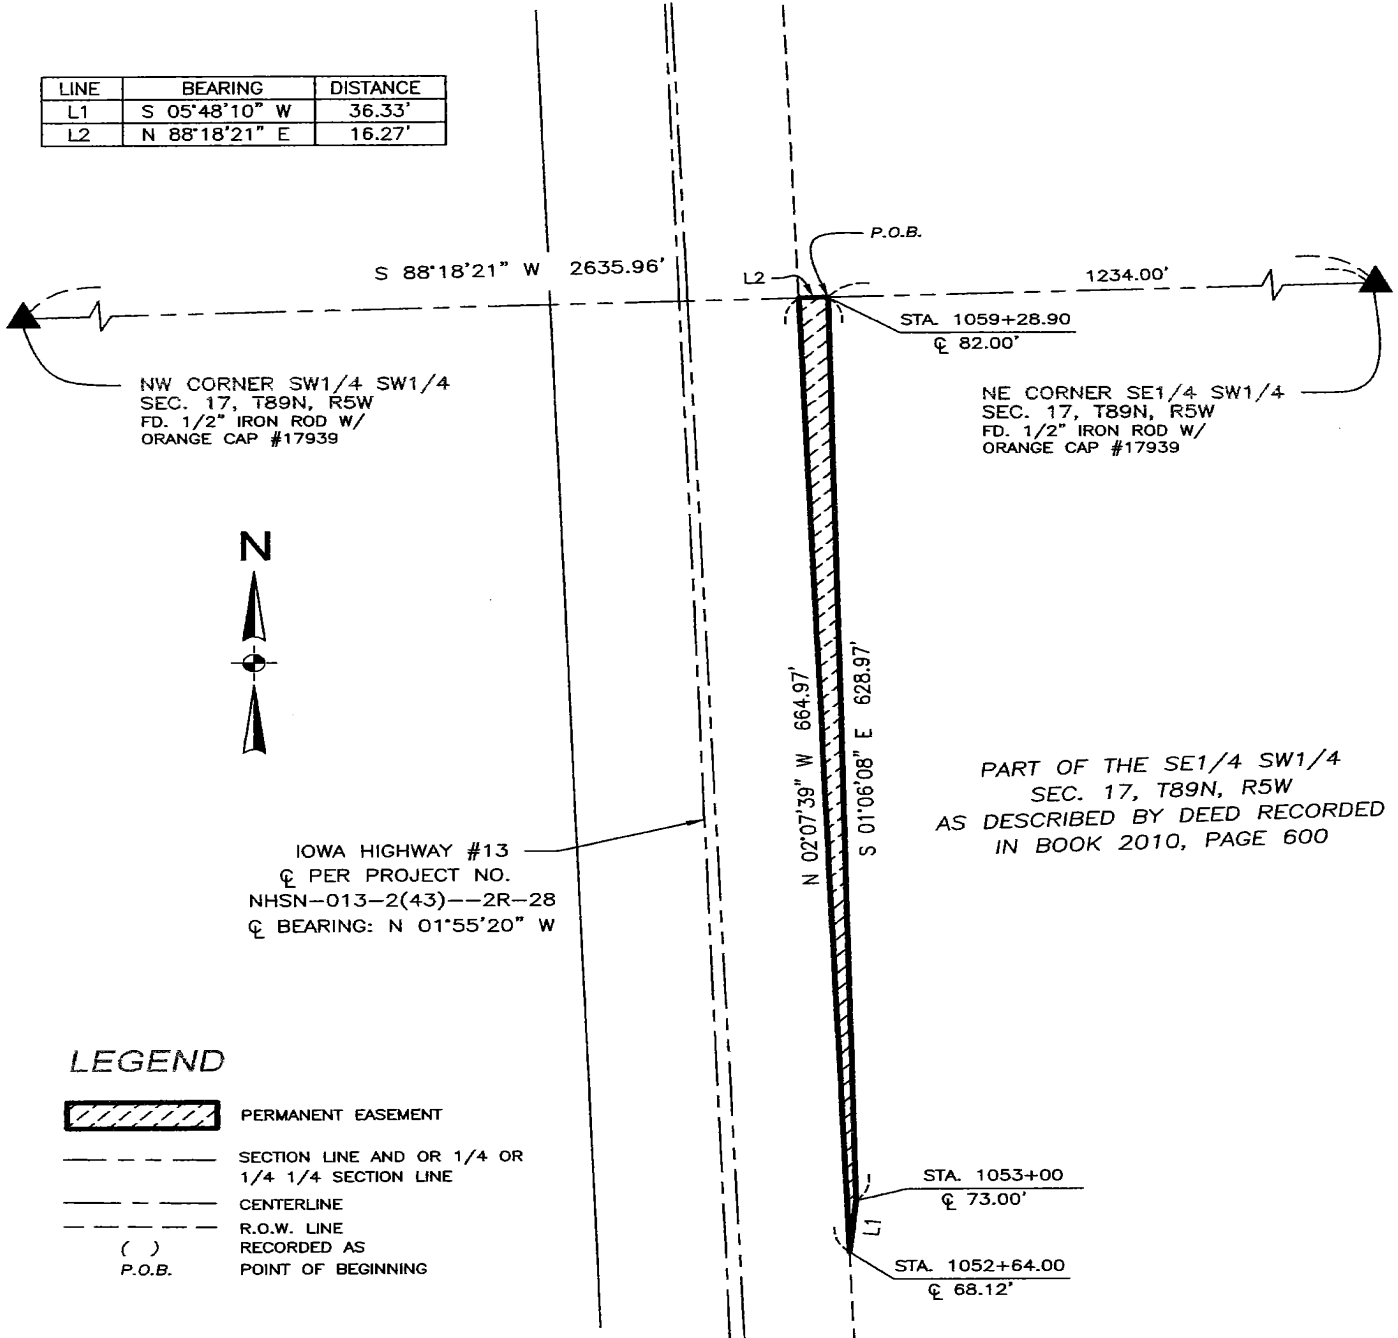 LINE BEARING DISTANCE
L1 S 05°48'10" W 36.33'
L2 N 88°18'21" E 16.27'
P.O.B.
S 88°18'21" W 2635.96'
L2
1234.00'
STA. 1059+28.90
℄ 82.00'
NW CORNER SW1/4 SW1/4
SEC. 17, T89N, R5W
FD. 1/2" IRON ROD W/
ORANGE CAP #17939
NE CORNER SE1/4 SW1/4
SEC. 17, T89N, R5W
FD. 1/2" IRON ROD W/
ORANGE CAP #17939
N
N 02°07'39" W 664.97'
S 01°06'08" E 628.97'
PART OF THE SE1/4 SW1/4
SEC. 17, T89N, R5W
AS DESCRIBED BY DEED RECORDED
IN BOOK 2010, PAGE 600
IOWA HIGHWAY #13
℄ PER PROJECT NO.
NHSN-013-2(43)--2R-28
℄ BEARING: N 01°55'20" W
LEGEND
PERMANENT EASEMENT
SECTION LINE AND OR 1/4 OR
1/4 1/4 SECTION LINE
CENTERLINE
R.O.W. LINE
( ) RECORDED AS
P.O.B. POINT OF BEGINNING
STA. 1053+00
℄ 73.00'
L1
STA. 1052+64.00
℄ 68.12'